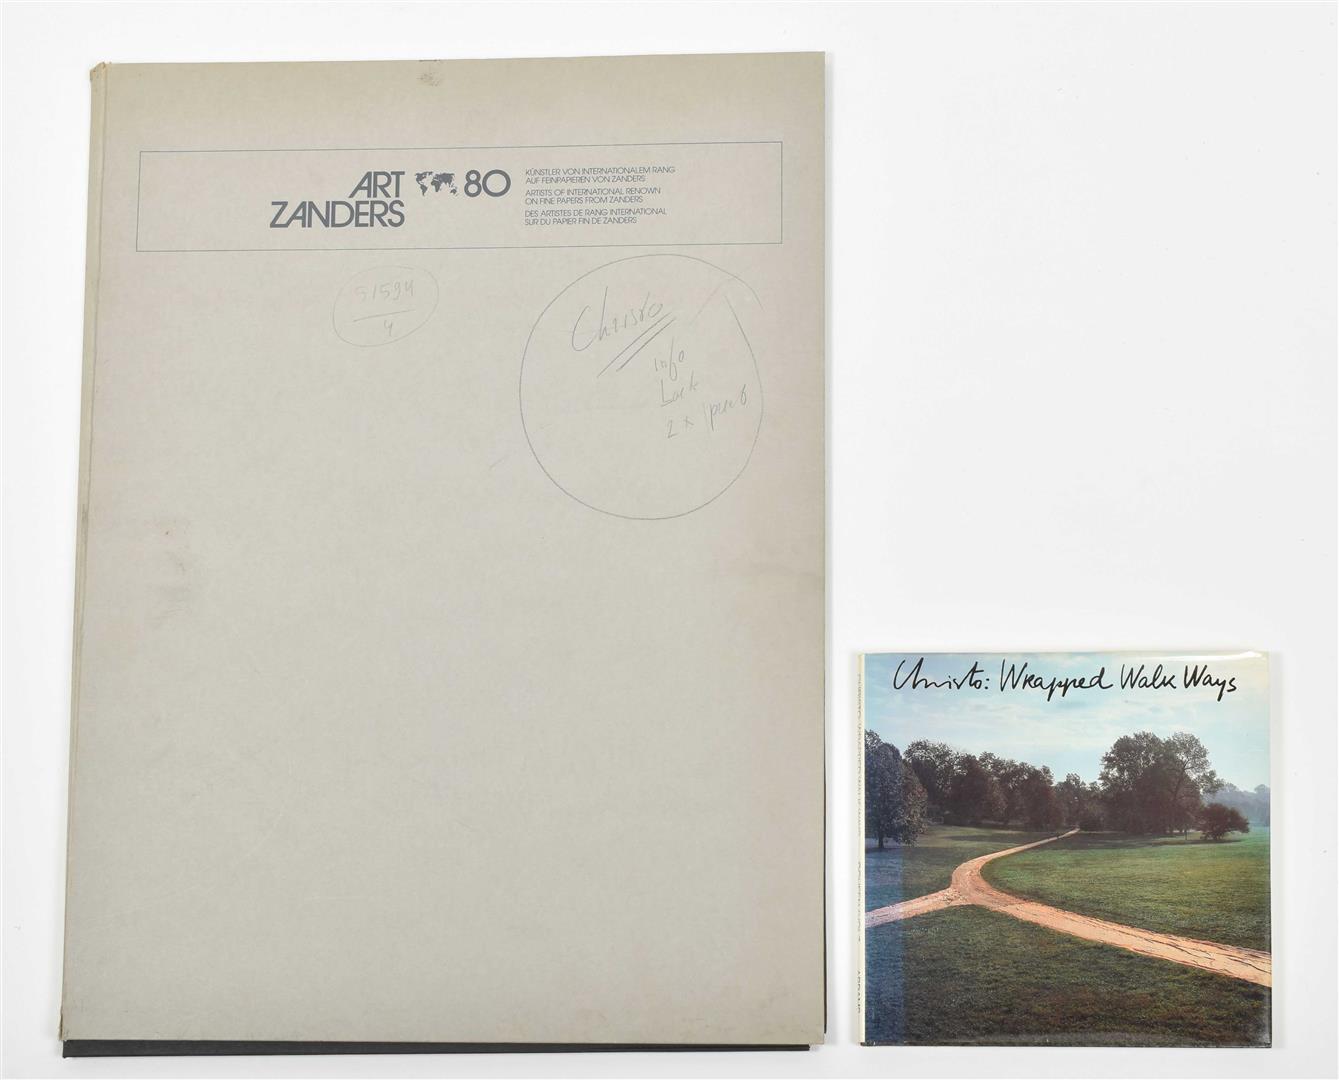 ART 80
ZANDERS
KÜNSTLER VON INTERNATIONALEM RANG
AUF FEINPAPIEREN VON ZANDERS
ARTISTS OF INTERNATIONAL RENOWN
ON FINE PAPERS FROM ZANDERS
DES ARTISTES DE RANG INTERNATIONAL
SUR DU PAPIER FIN DE ZANDERS
51594
4
Christo
info
2x
Christo: Wrapped Walk Ways